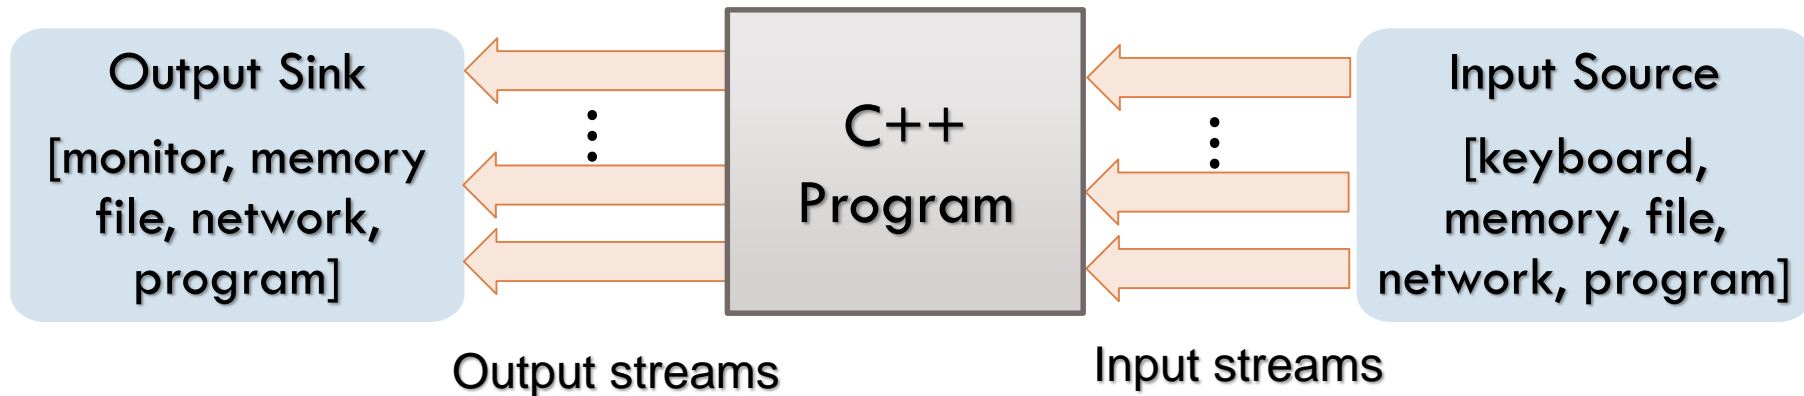 Output Sink
[monitor, memory
file, network,
program]
C++
Program
Input Source
[keyboard,
memory, file,
network, program]
Output streams
Input streams